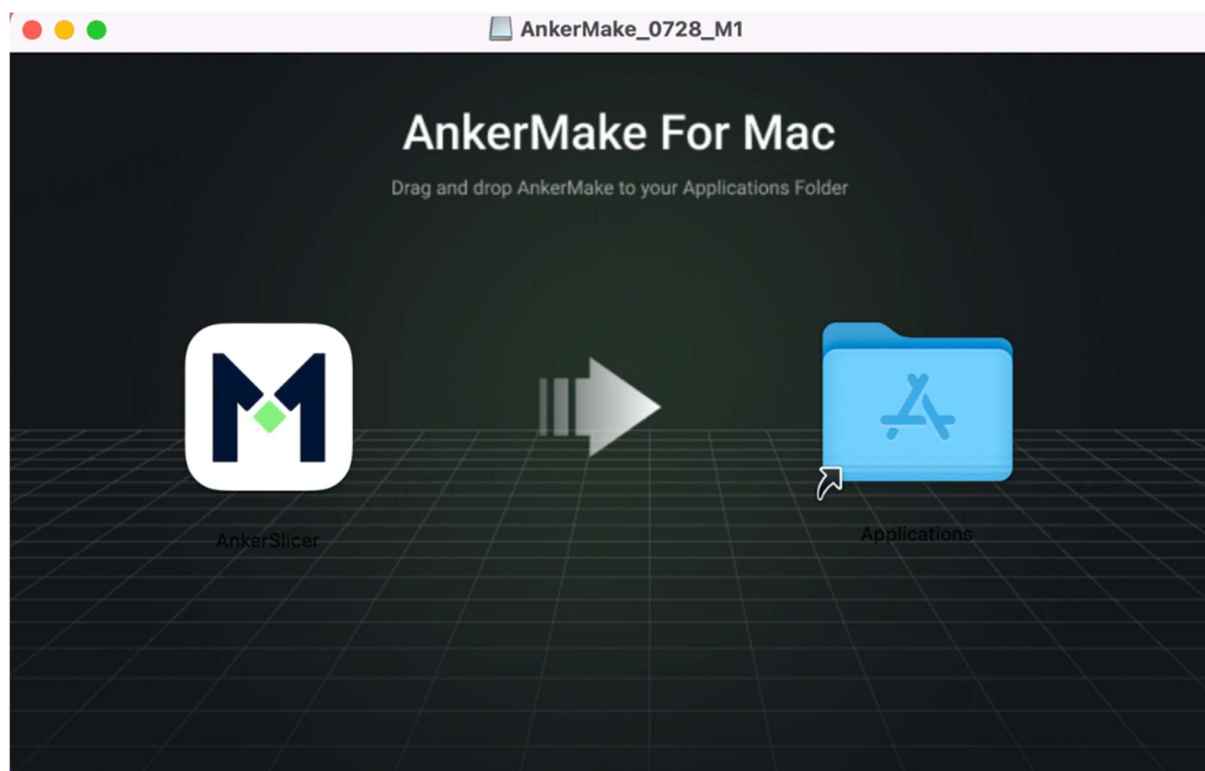 AnkerMake_0728_M1
AnkerMake For Mac
Drag and drop AnkerMake to your Applications Folder
AnkerSlicer
Applications